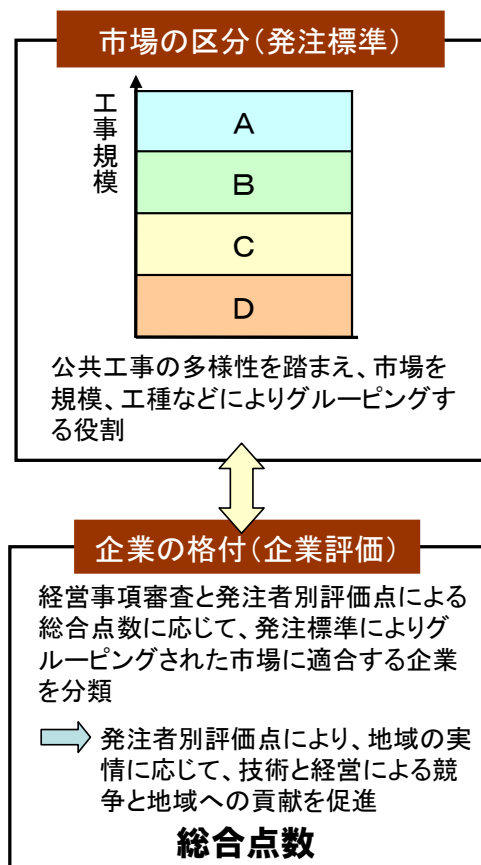 市場の区分(発注標準)
工事規模
A
B
C
D
公共工事の多様性を踏まえ、市場を
規模、工種などによりグルーピングす
る役割
企業の格付(企業評価)
経営事項審査と発注者別評価点による
総合点数に応じて、発注標準によりグ
ルーピングされた市場に適合する企業
を分類
発注者別評価点により、地域の実
情に応じて、技術と経営による競
争と地域への貢献を促進
総合点数